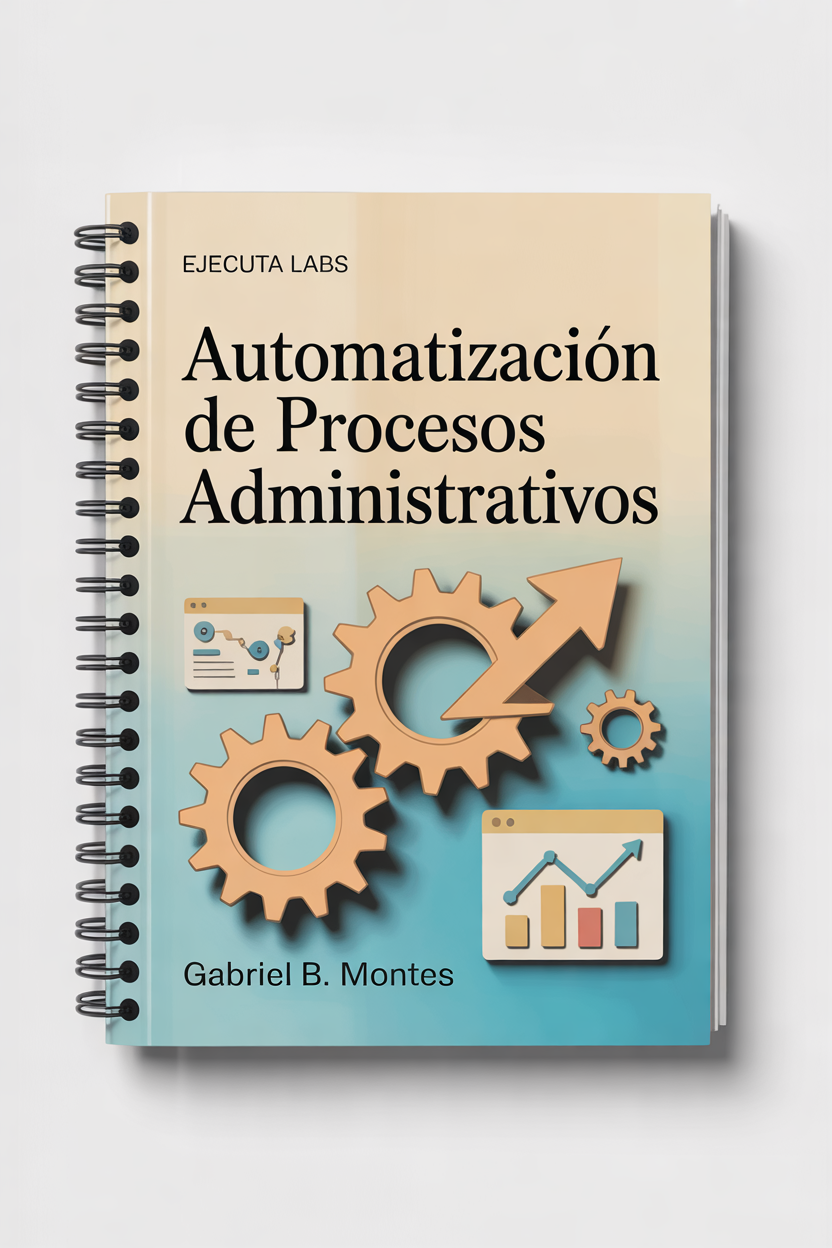 EJECUTA LABS
Automatización
de Procesos
Administrativos
Gabriel B. Montes